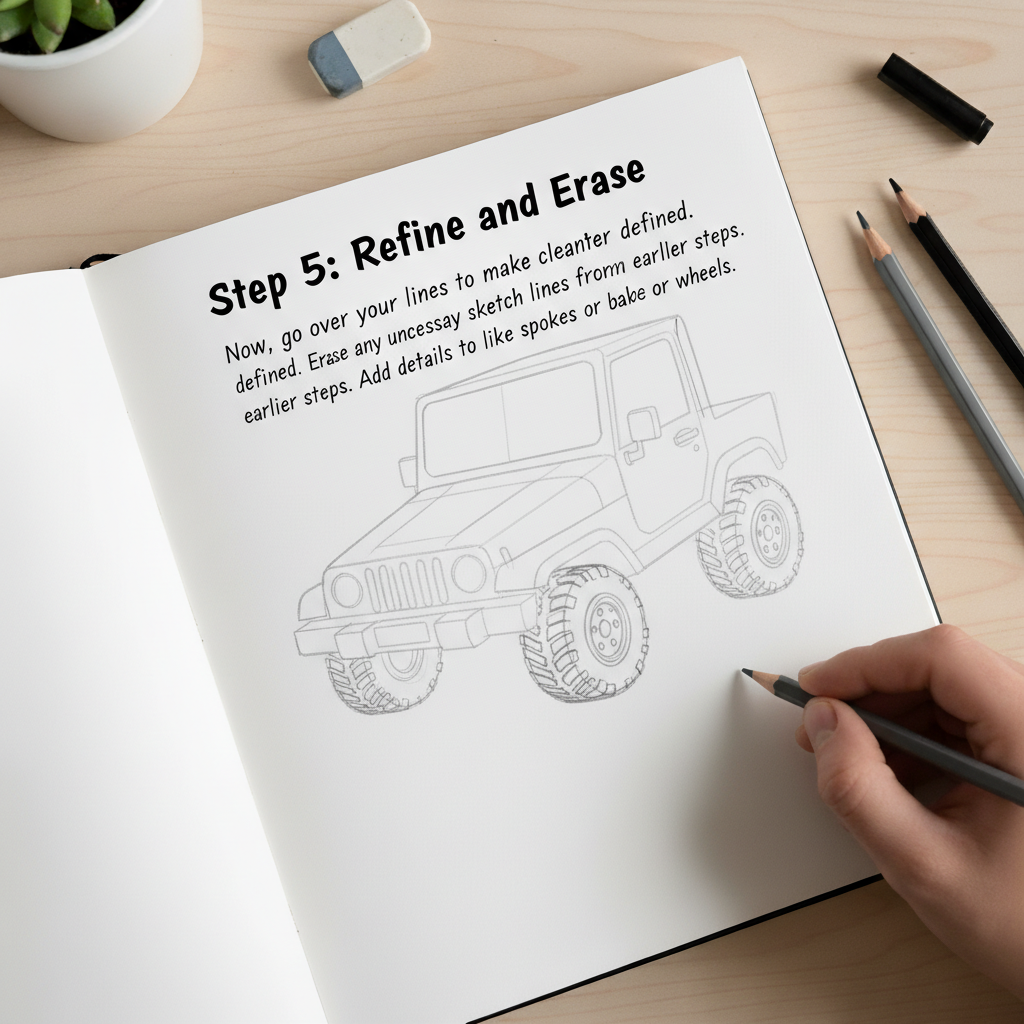 Step 5: Refine and Erase
Now, go over your lines to make cleanter defined.
defined. Erase any uncessay sketch lines from earller steps.
earlier steps. Add details to like spokes or bake or wheels.